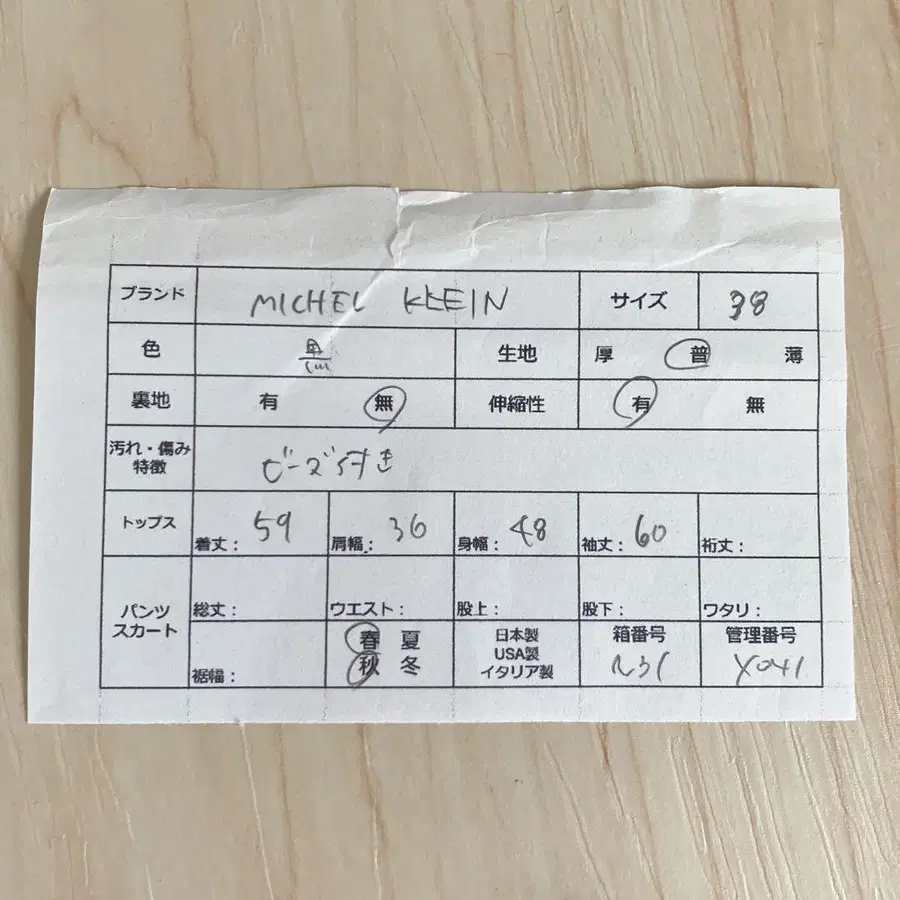 ブランド MICHEL KLEIN サイズ 38
色 黒 生地 厚 普 薄
裏地 有 無 伸縮性 有 無
汚れ・傷み
特徴 ビーズ付き
トップス 着丈： 59 肩幅： 36 身幅： 48 袖丈： 60 裄丈：
パンツ
スカート 総丈： ウエスト： 股上： 股下： ワタリ：
裾幅： 春 夏
秋 冬
日本製
USA製
イタリア製
箱番号
管理番号
Y041